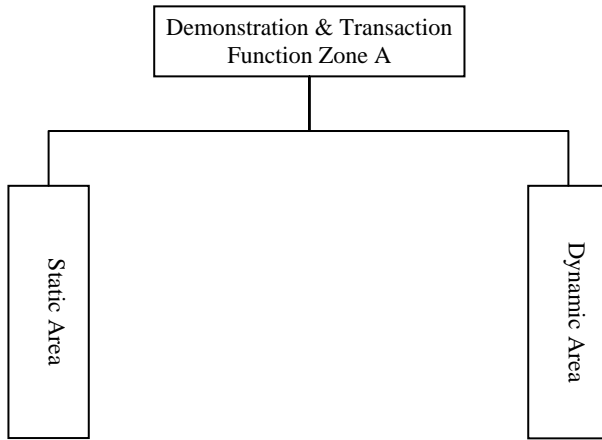 Demonstration & Transaction
Function Zone A
Static Area
Dynamic Area